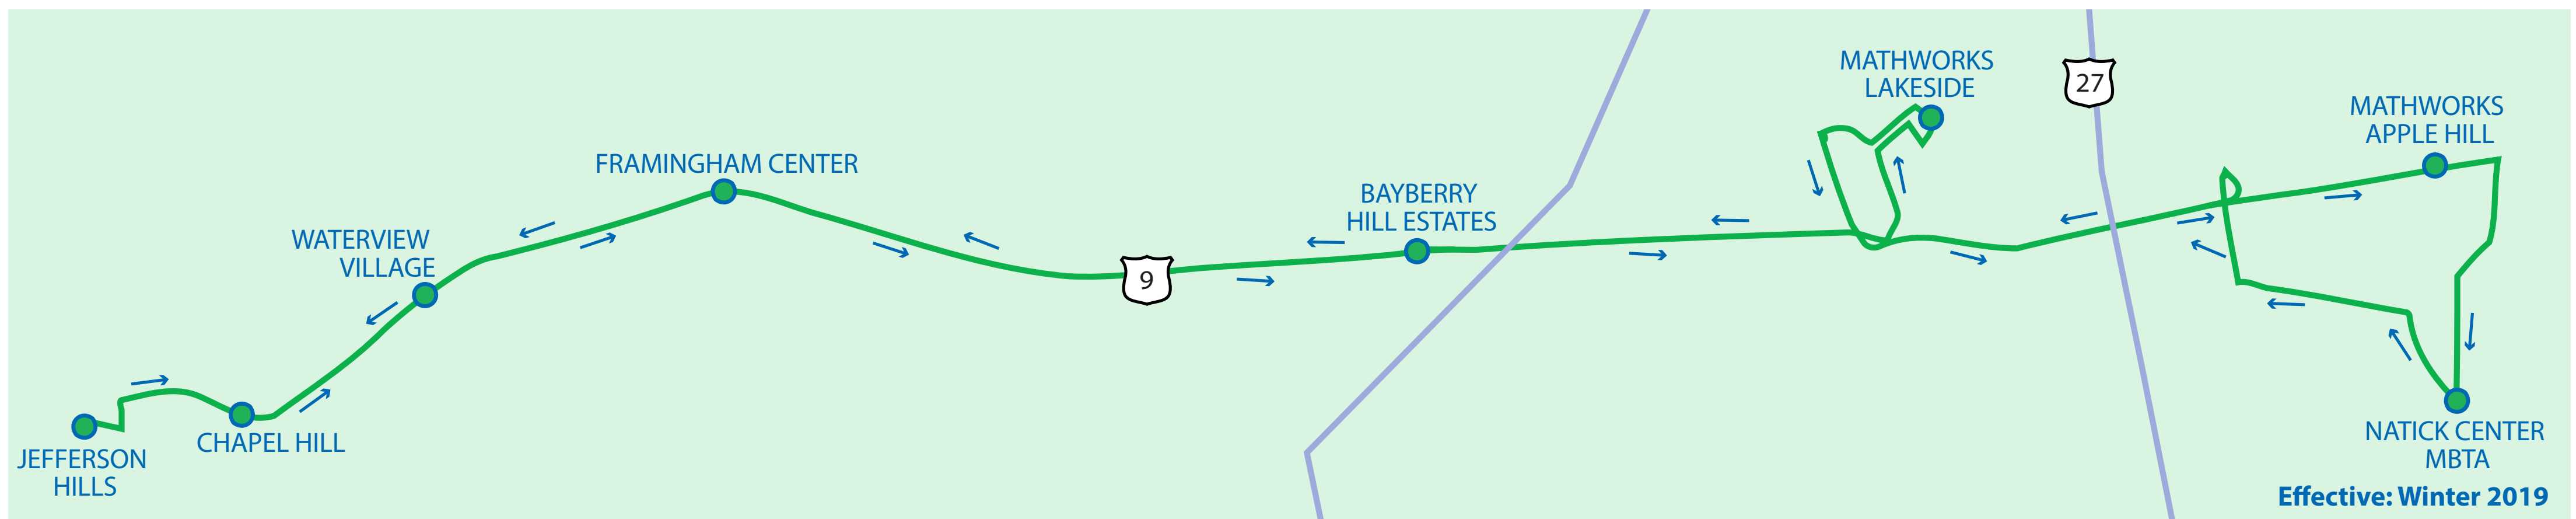 MATHWORKS
LAKESIDE
27
MATHWORKS
APPLE HILL
FRAMINGHAM CENTER
BAYBERRY
HILL ESTATES
WATERVIEW
VILLAGE
9
CHAPEL HILL
JEFFERSON
HILLS
NATICK CENTER
MBTA
Effective: Winter 2019